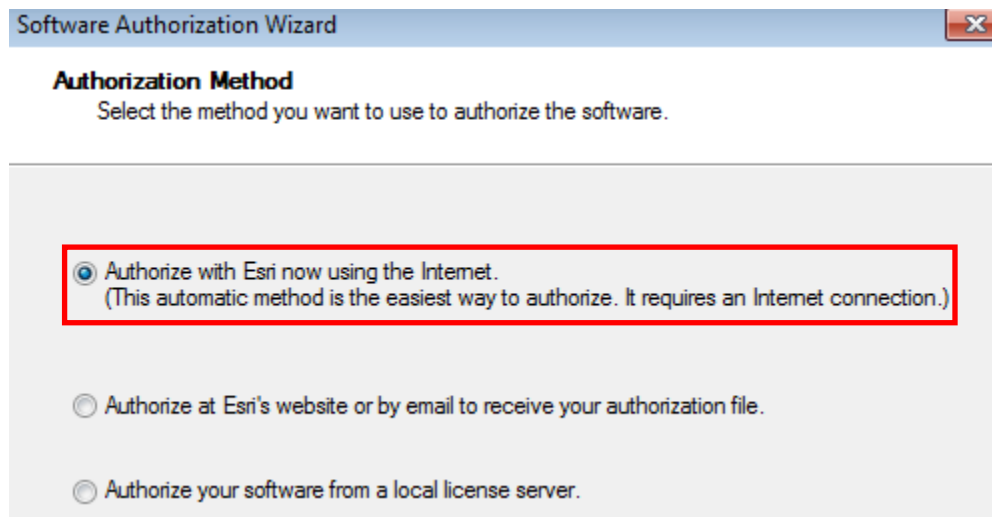 Software Authorization Wizard
Authorization Method
Select the method you want to use to authorize the software.
Authorize with Esri now using the Internet.
(This automatic method is the easiest way to authorize. It requires an Internet connection.)
Authorize at Esri's website or by email to receive your authorization file.
Authorize your software from a local license server.